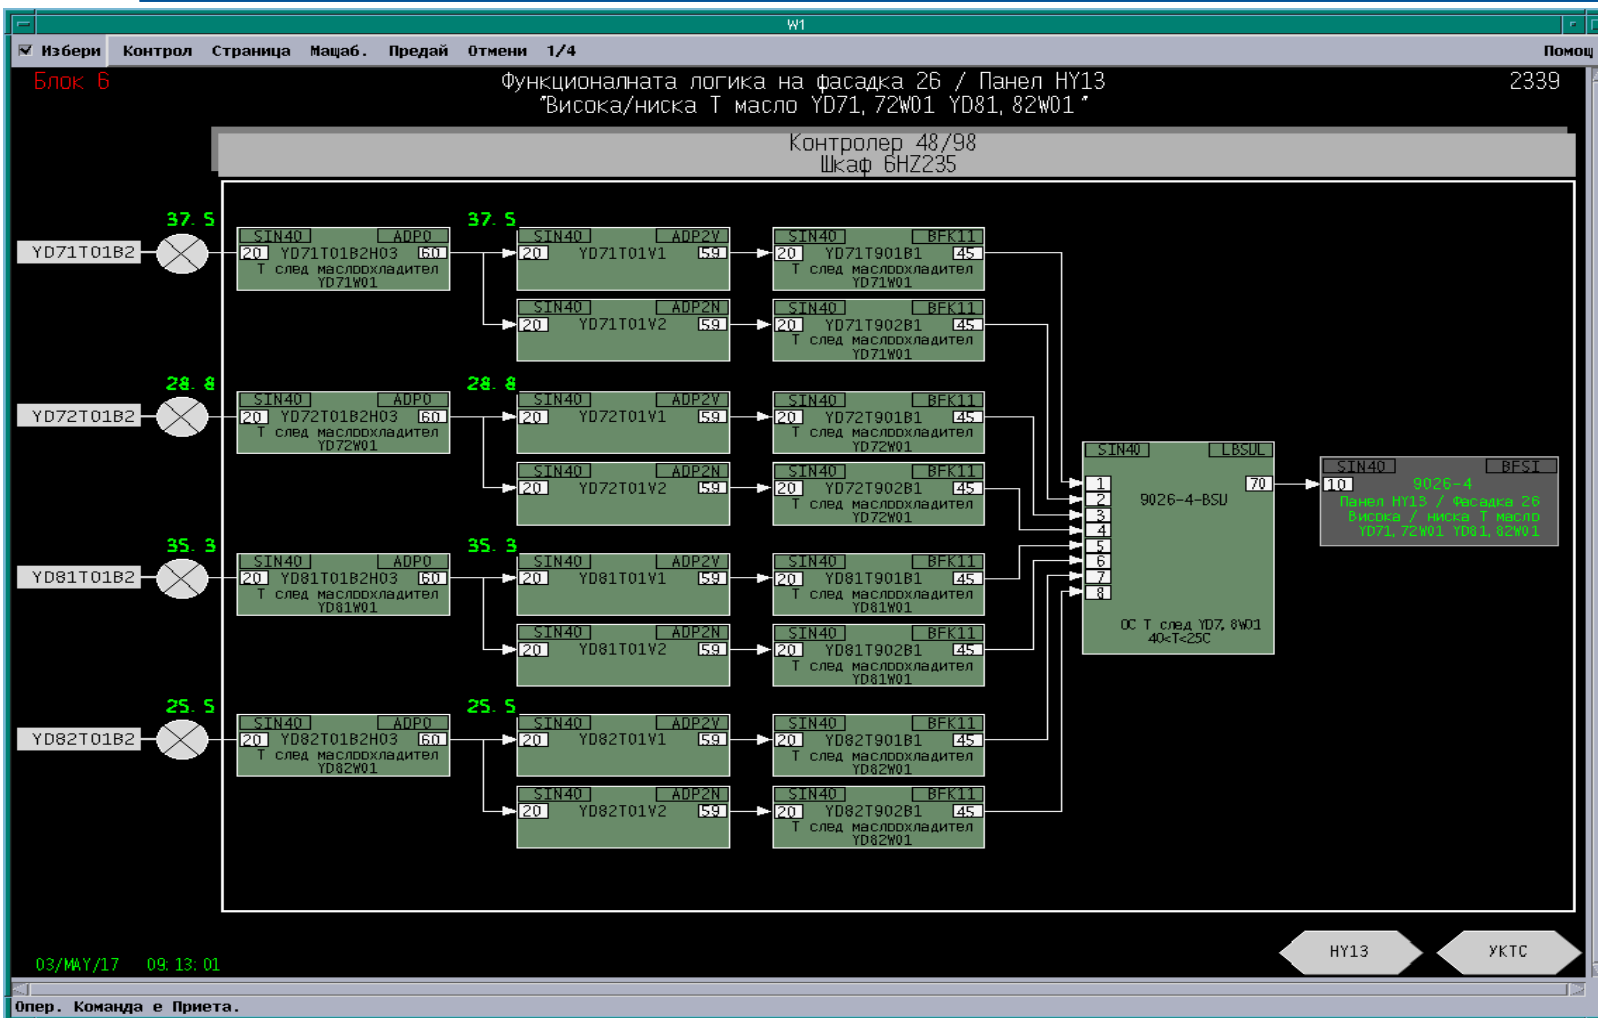 W1
Избери Контрол Страница Мащаб. Предай Отмени 1/4 Помощ
Блок 6
Функционалната логика на фасадка 26 / Панел HY13
"Висока/ниска Т масло YD71, 72W01 YD81, 82W01 "
2339
Контролер 48/98
Шкаф 6HZ235
37. 5 37. 5
YD71T01B2
SIN40 ADPO
20 YD71T01B2H03 60
Т след маслоохладител
YD71W01
SIN40 ADP2V
20 YD71T01V1 59
SIN40 BFK11
20 YD71T901B1 45
Т след маслоохладител
YD71W01
SIN40 ADP2N
20 YD71T01V2 59
SIN40 BFK11
20 YD71T902B1 45
Т след маслоохладител
YD71W01
28. 8 28. 8
YD72T01B2
SIN40 ADPO
20 YD72T01B2H03 60
Т след маслоохладител
YD72W01
SIN40 ADP2V
20 YD72T01V1 59
SIN40 BFK11
20 YD72T901B1 45
Т след маслоохладител
YD72W01
SIN40 ADP2N
20 YD72T01V2 59
SIN40 BFK11
20 YD72T902B1 45
Т след маслоохладител
YD72W01
35. 3 35. 3
YD81T01B2
SIN40 ADPO
20 YD81T01B2H03 60
Т след маслоохладител
YD81W01
SIN40 ADP2V
20 YD81T01V1 59
SIN40 BFK11
20 YD81T901B1 45
Т след маслоохладител
YD81W01
SIN40 ADP2N
20 YD81T01V2 59
SIN40 BFK11
20 YD81T902B1 45
Т след маслоохладител
YD81W01
25. 5 25. 5
YD82T01B2
SIN40 ADPO
20 YD82T01B2H03 60
Т след маслоохладител
YD82W01
SIN40 ADP2V
20 YD82T01V1 59
SIN40 BFK11
20 YD82T901B1 45
Т след маслоохладител
YD82W01
SIN40 ADP2N
20 YD82T01V2 59
SIN40 BFK11
20 YD82T902B1 45
Т след маслоохладител
YD82W01
SIN40 LBSUL
1 70
2 9026-4-BSU
3
4
5
6
7
8
ОС Т след YD7, 8W01
40<T<25C
SIN40 BFSI
10 9026-4
Панел HY13 / Фасадка 26
Висока / ниска Т масло
YD71, 72W01 YD81, 82W01
HY13 УКТС
03/MAY/17 09: 13: 01
Опер. Команда е Приета.